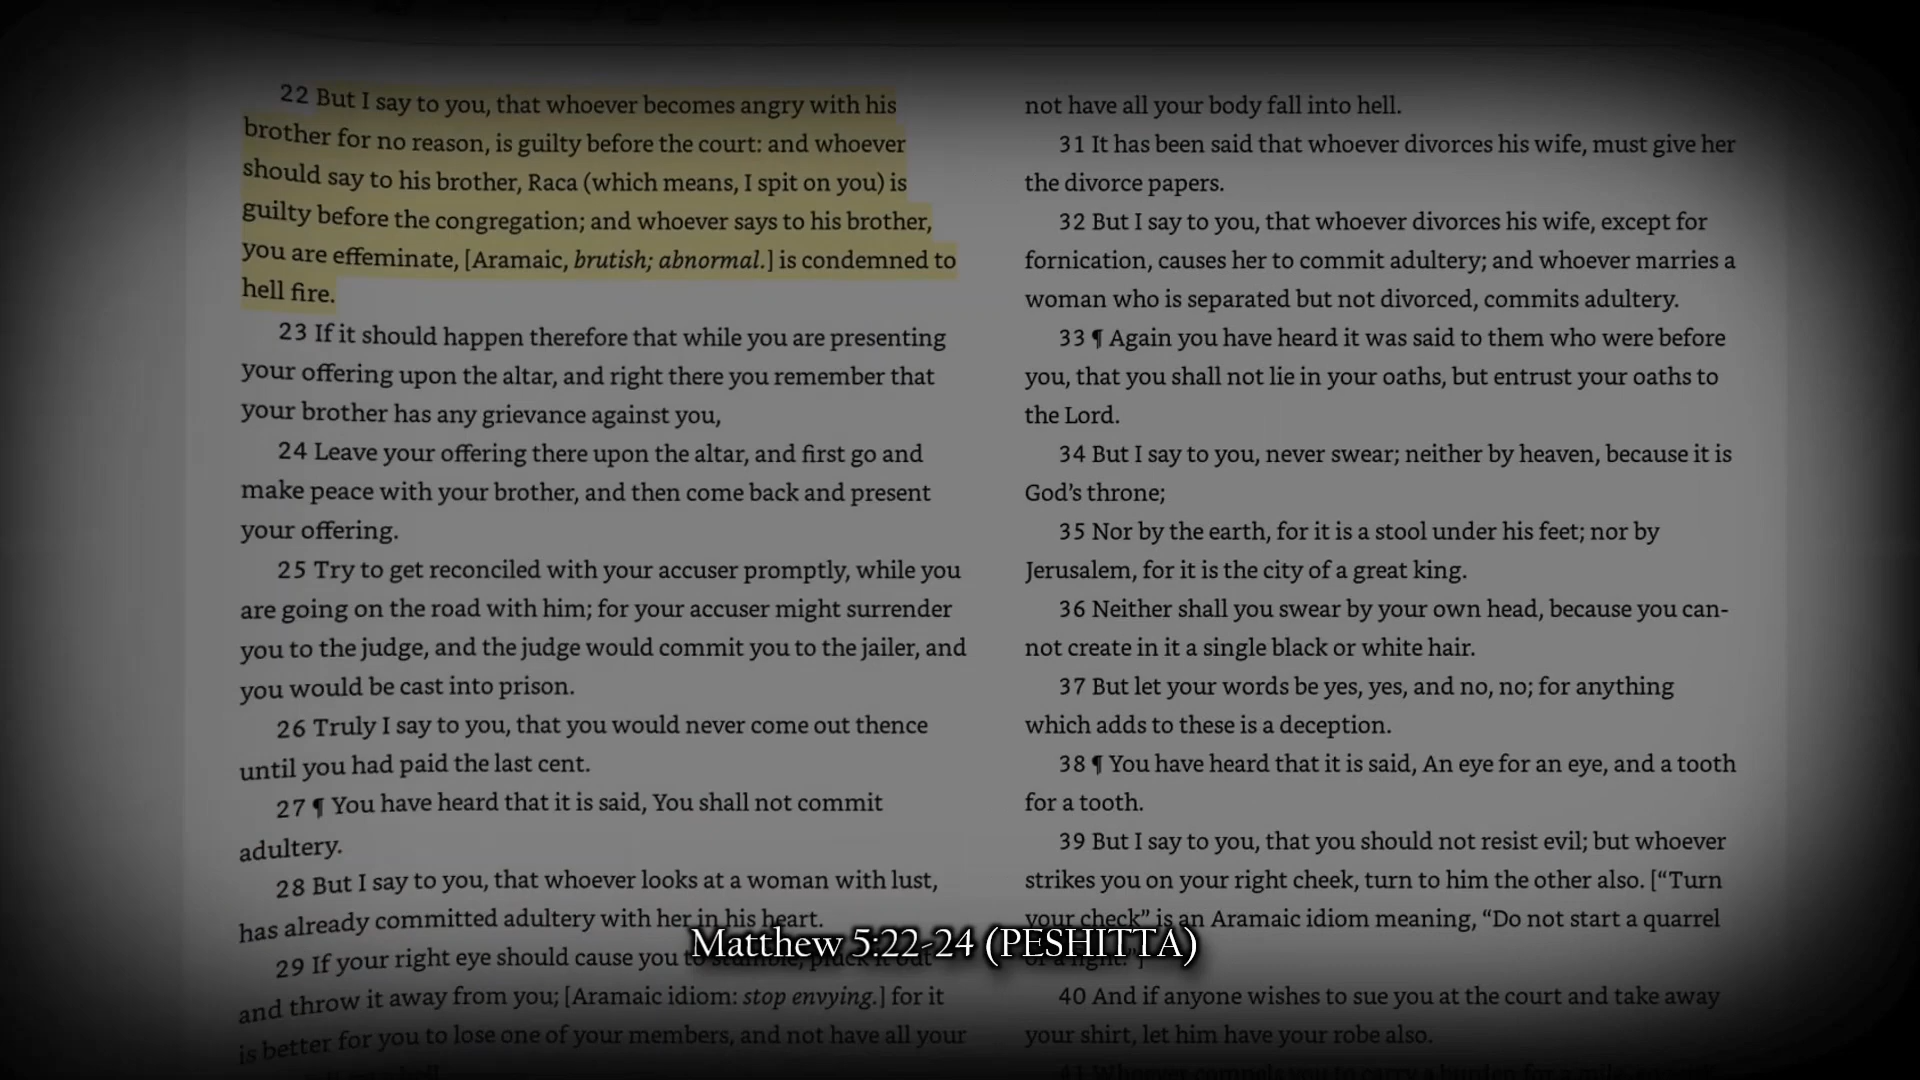 22 But I say to you, that whoever becomes angry with his
brother for no reason, is guilty before the court: and whoever
should say to his brother, Raca (which means, I spit on you) is
guilty before the congregation; and whoever says to his brother,
you are effeminate, [Aramaic, brutish; abnormal.] is condemned to
hell fire.
23 If it should happen therefore that while you are presenting
your offering upon the altar, and right there you remember that
your brother has any grievance against you,
24 Leave your offering there upon the altar, and first go and
make peace with your brother, and then come back and present
your offering.
25 Try to get reconciled with your accuser promptly, while you
are going on the road with him; for your accuser might surrender
you to the judge, and the judge would commit you to the jailer, and
you would be cast into prison.
26 Truly I say to you, that you would never come out thence
until you had paid the last cent.
27 ¶ You have heard that it is said, You shall not commit
adultery.
28 But I say to you, that whoever looks at a woman with lust,
has already committed adultery with her in his heart.
29 If your right eye should cause you to stumble, pluck it out
and throw it away from you; [Aramaic idiom: stop envying.] for it
is better for you to lose one of your members, and not have all your
not have all your body fall into hell.
31 It has been said that whoever divorces his wife, must give her
the divorce papers.
32 But I say to you, that whoever divorces his wife, except for
fornication, causes her to commit adultery; and whoever marries a
woman who is separated but not divorced, commits adultery.
33 ¶ Again you have heard it was said to them who were before
you, that you shall not lie in your oaths, but entrust your oaths to
the Lord.
34 But I say to you, never swear; neither by heaven, because it is
God's throne;
35 Nor by the earth, for it is a stool under his feet; nor by
Jerusalem, for it is the city of a great king.
36 Neither shall you swear by your own head, because you can-
not create in it a single black or white hair.
37 But let your words be yes, yes, and no, no; for anything
which adds to these is a deception.
38 ¶ You have heard that it is said, An eye for an eye, and a tooth
for a tooth.
39 But I say to you, that you should not resist evil; but whoever
strikes you on your right cheek, turn to him the other also. ["Turn
your check" is an Aramaic idiom meaning, "Do not start a quarrel
or a fight."]
40 And if anyone wishes to sue you at the court and take away
your shirt, let him have your robe also.
41 Whoever compels you to carry a burden for a mile,
Matthew 5:22-24 (PESHITTA)